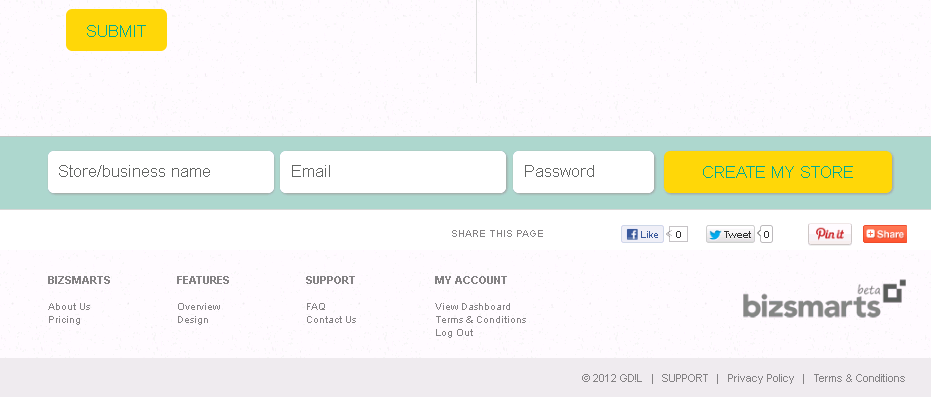 SUBMIT
Store/business name Email Password CREATE MY STORE
SHARE THIS PAGE Like 0 Tweet 0 Pin it Share
BIZSMARTS FEATURES SUPPORT MY ACCOUNT
About Us Overview FAQ View Dashboard
Pricing Design Contact Us Terms & Conditions
Log Out
beta
bizsmarts
© 2012 GD!L | SUPPORT | Privacy Policy | Terms & Conditions